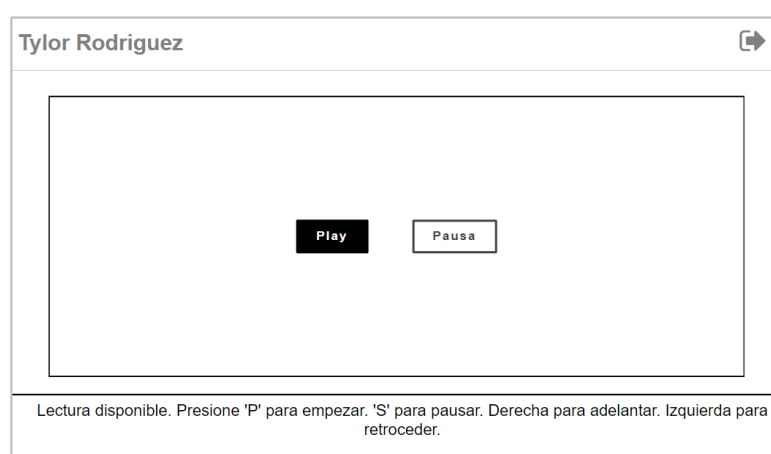 Tylor Rodriguez
Play
Pausa
Lectura disponible. Presione 'P' para empezar. 'S' para pausar. Derecha para adelantar. Izquierda para
retroceder.